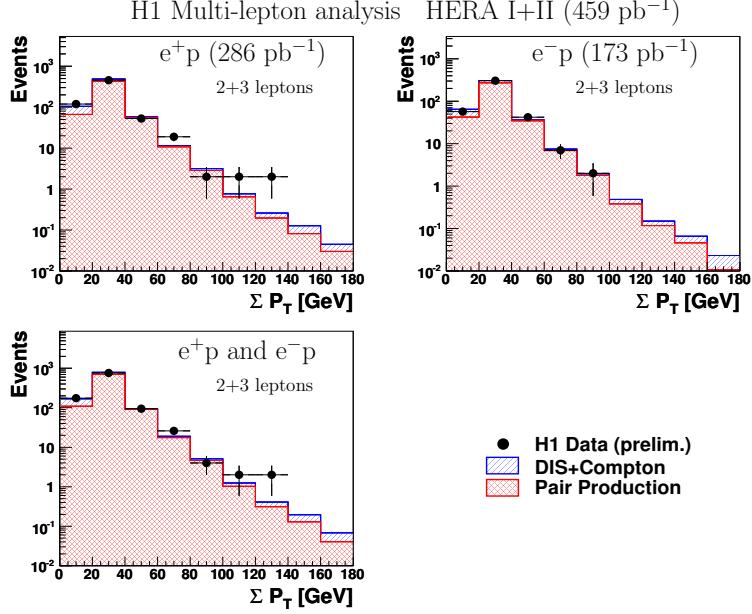 H1 Multi-lepton analysis HERA I+II (459 pb⁻¹)
e⁺p (286 pb⁻¹)
2+3 leptons
Events
10³
10²
10
1
10⁻¹
10⁻²
0 20 40 60 80 100 120 140 160 180
Σ P_T [GeV]
e⁻p (173 pb⁻¹)
2+3 leptons
Events
10³
10²
10
1
10⁻¹
10⁻²
0 20 40 60 80 100 120 140 160 180
Σ P_T [GeV]
e⁺p and e⁻p
2+3 leptons
Events
10³
10²
10
1
10⁻¹
10⁻²
0 20 40 60 80 100 120 140 160 180
Σ P_T [GeV]
H1 Data (prelim.)
DIS+Compton
Pair Production